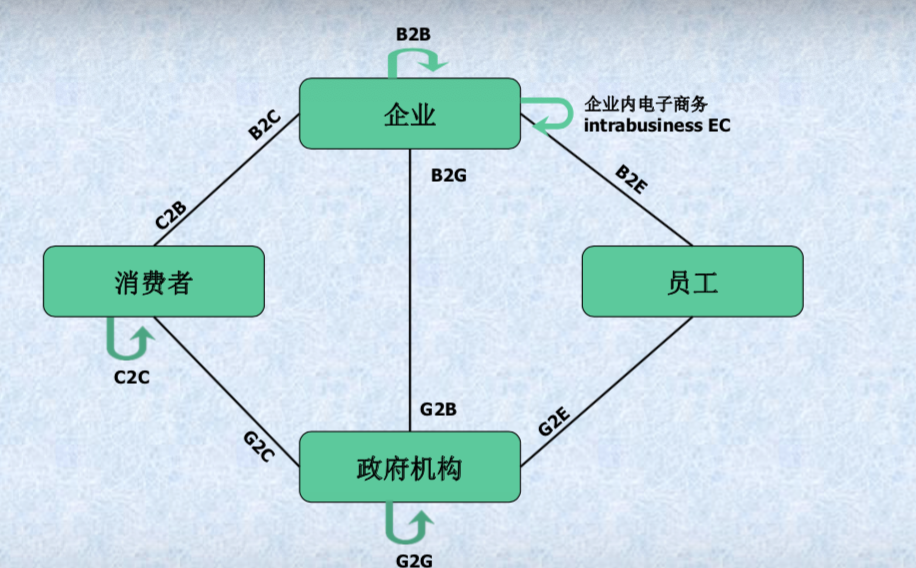 B2B
企业
企业内电子商务
intrabusiness EC
B2C
B2G
B2E
C2B
消费者
员工
C2C
G2B
G2C
G2E
政府机构
G2G